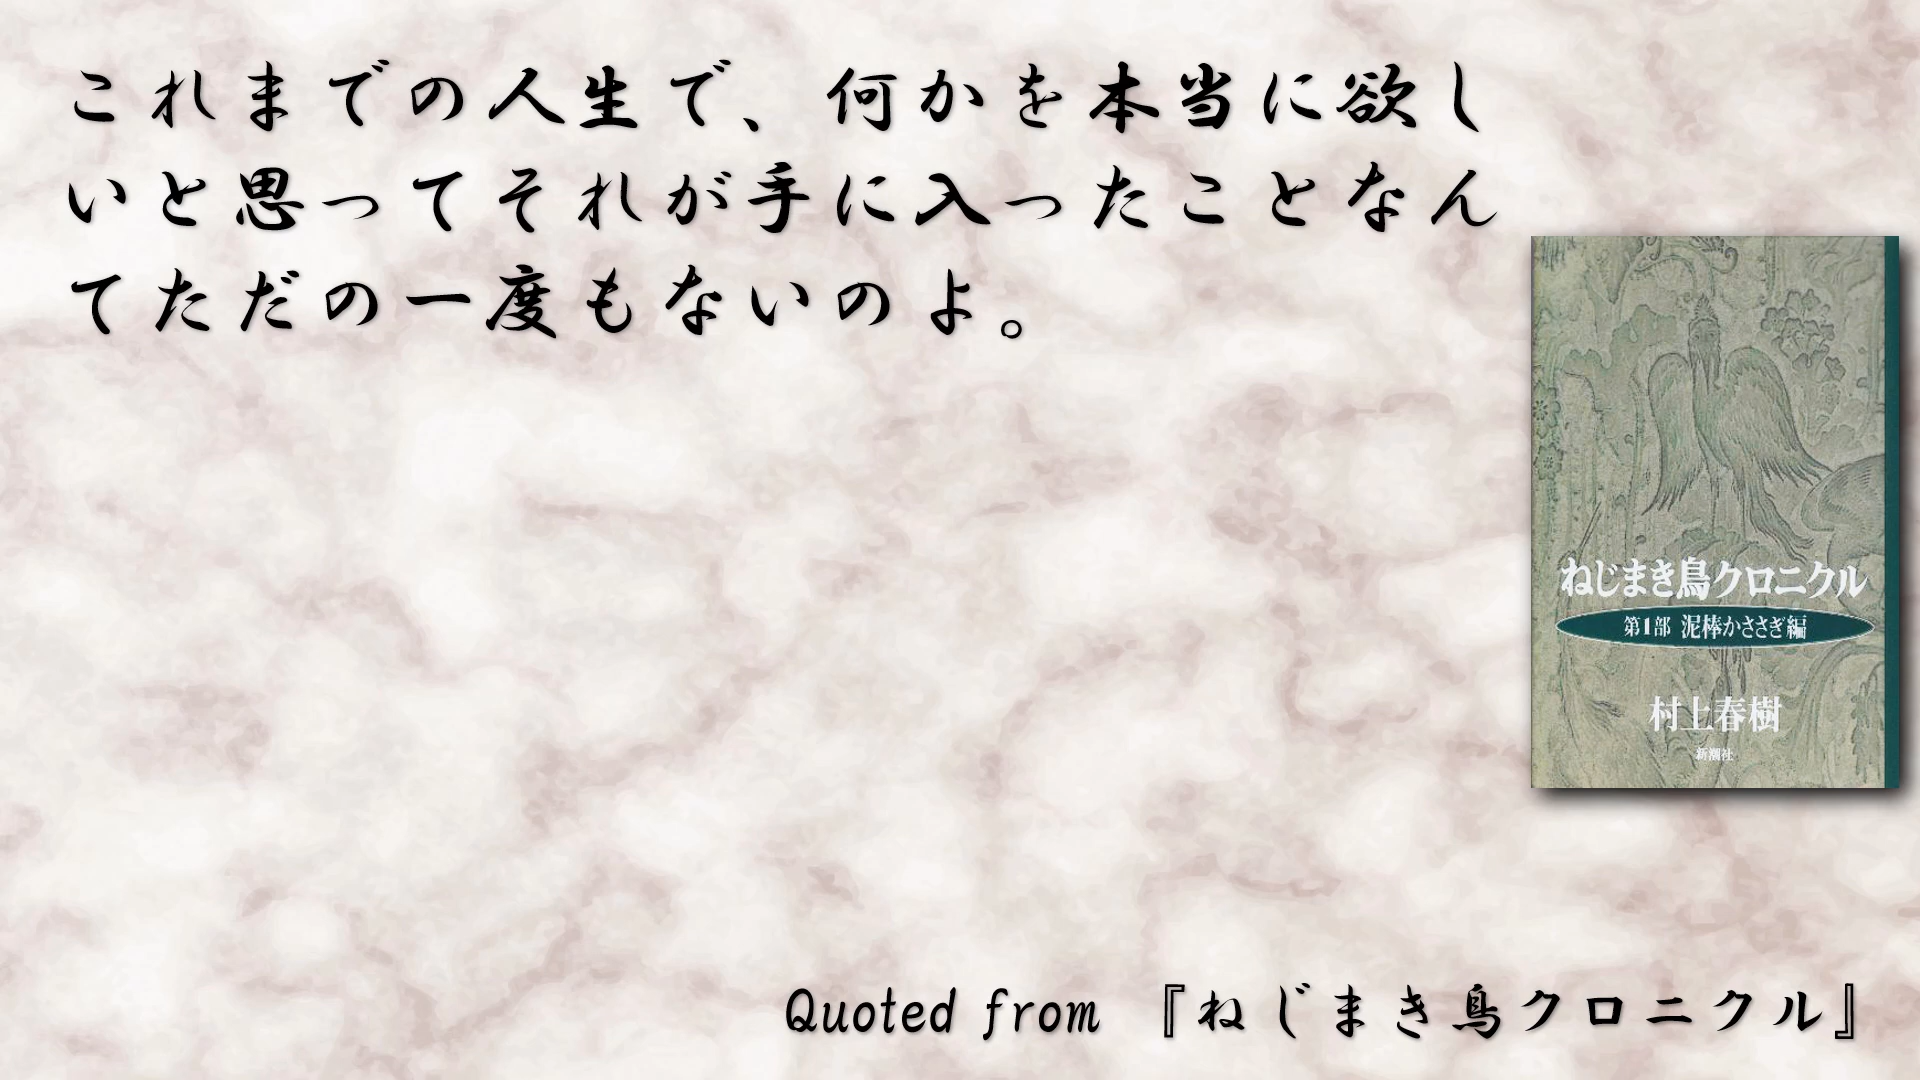 これまでの人生で、何かを本当に欲し
いと思ってそれが手に入ったことなん
てただの一度もないのよ。
ねじまき鳥クロニクル
第1部 泥棒かささぎ編
村上春樹
新潮社
Quoted from 『ねじまき鳥クロニクル』